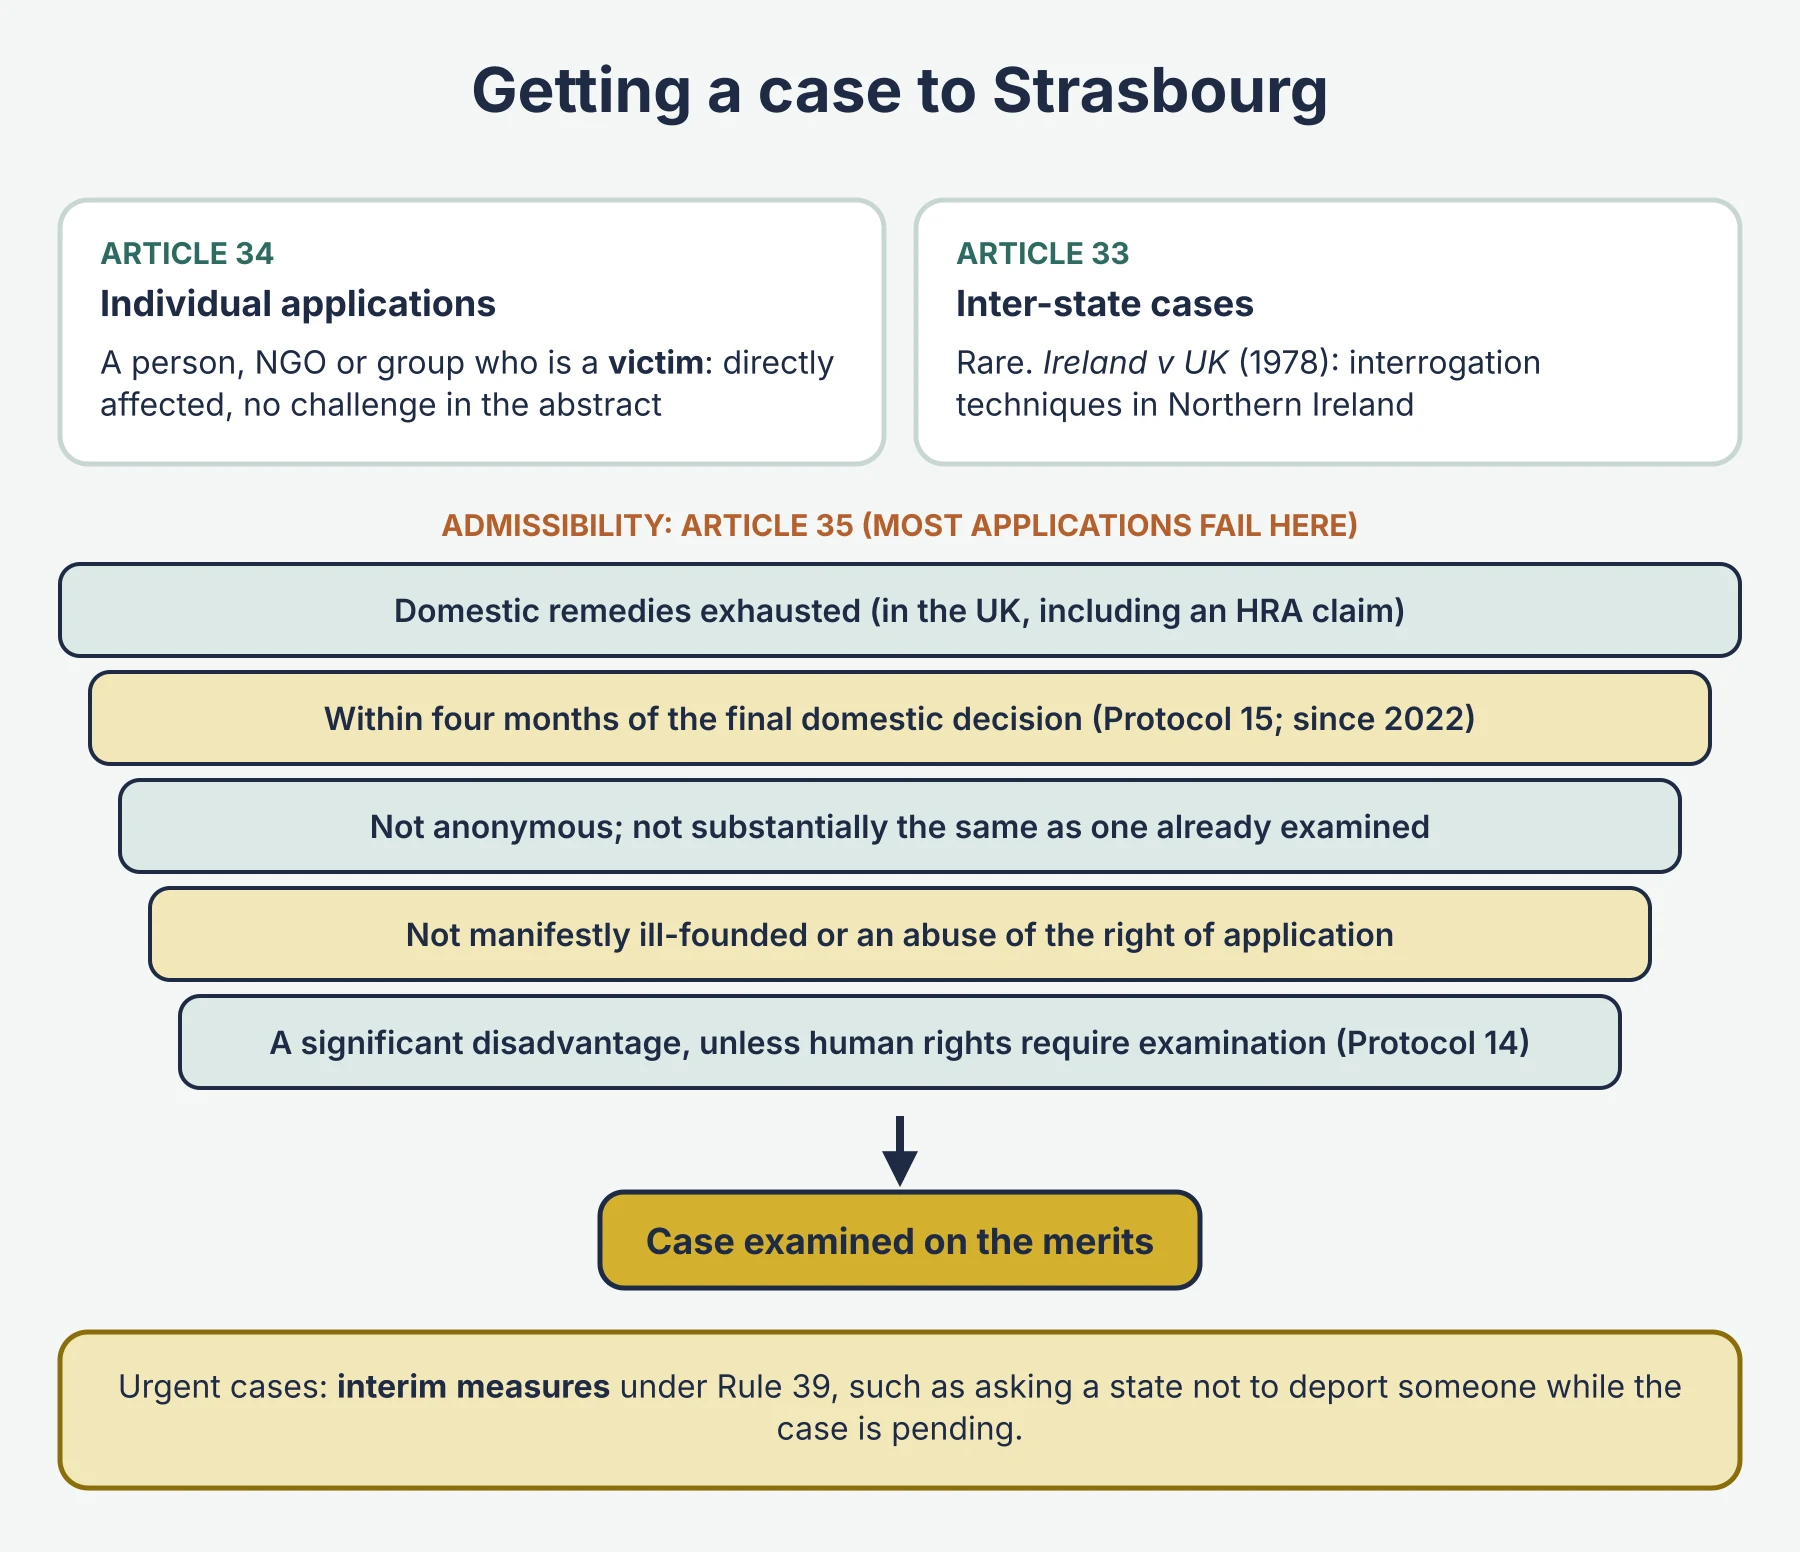 Getting a case to Strasbourg
ARTICLE 34
Individual applications
A person, NGO or group who is a victim: directly
affected, no challenge in the abstract
ARTICLE 33
Inter-state cases
Rare. Ireland v UK (1978): interrogation
techniques in Northern Ireland
ADMISSIBILITY: ARTICLE 35 (MOST APPLICATIONS FAIL HERE)
Domestic remedies exhausted (in the UK, including an HRA claim)
Within four months of the final domestic decision (Protocol 15; since 2022)
Not anonymous; not substantially the same as one already examined
Not manifestly ill-founded or an abuse of the right of application
A significant disadvantage, unless human rights require examination (Protocol 14)
Case examined on the merits
Urgent cases: interim measures under Rule 39, such as asking a state not to deport someone while the
case is pending.